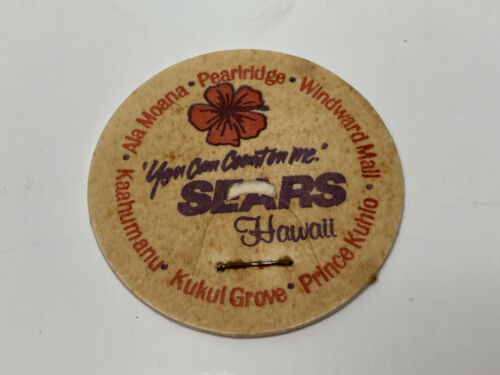 Ala Moana • Pearlridge • Windward Mall • Prince Kuhio • Kukui Grove • Kaahumanu •
"You Can Count on me."
SEARS
Hawaii